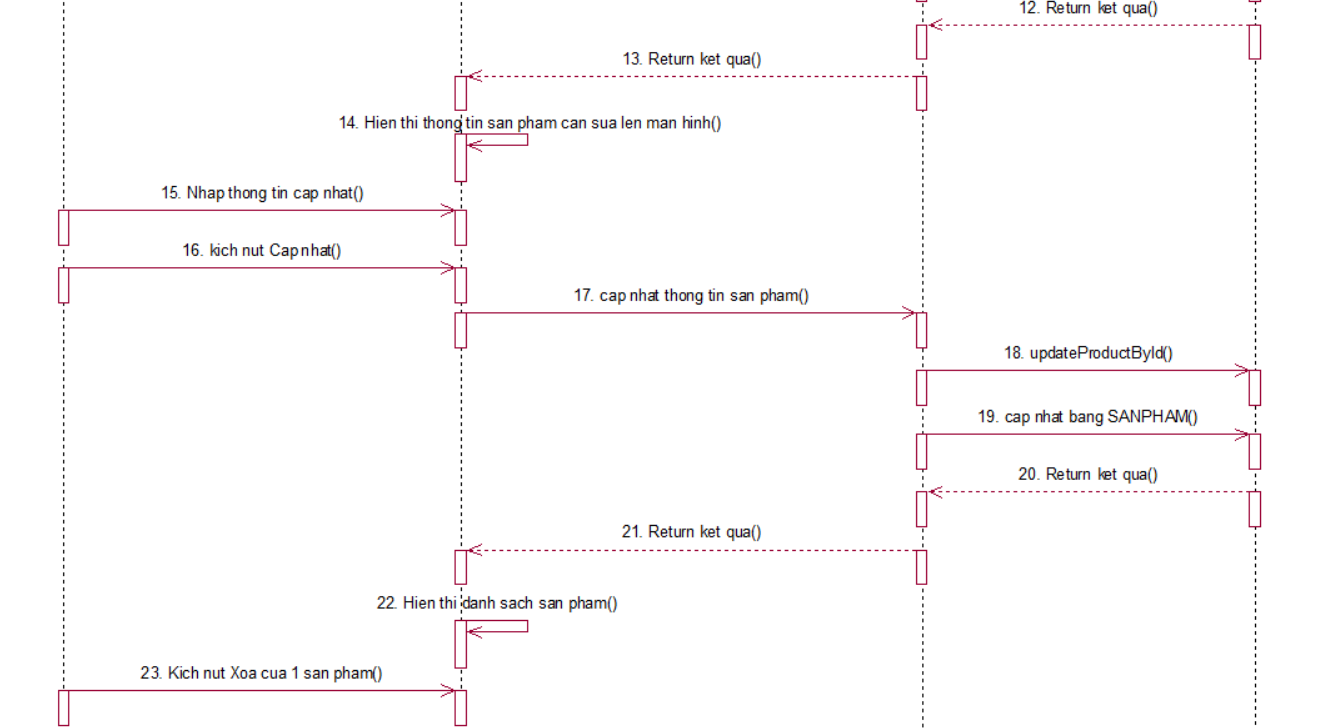 12. Return ket qua()
13. Return ket qua()
14. Hien thi thong tin san pham can sua len man hinh()
15. Nhap thong tin cap nhat()
16. kich nut Cap nhat()
17. cap nhat thong tin san pham()
18. updateProductById()
19. cap nhat bang SANPHAM()
20. Return ket qua()
21. Return ket qua()
22. Hien thi danh sach san pham()
23. Kich nut Xoa cua 1 san pham()